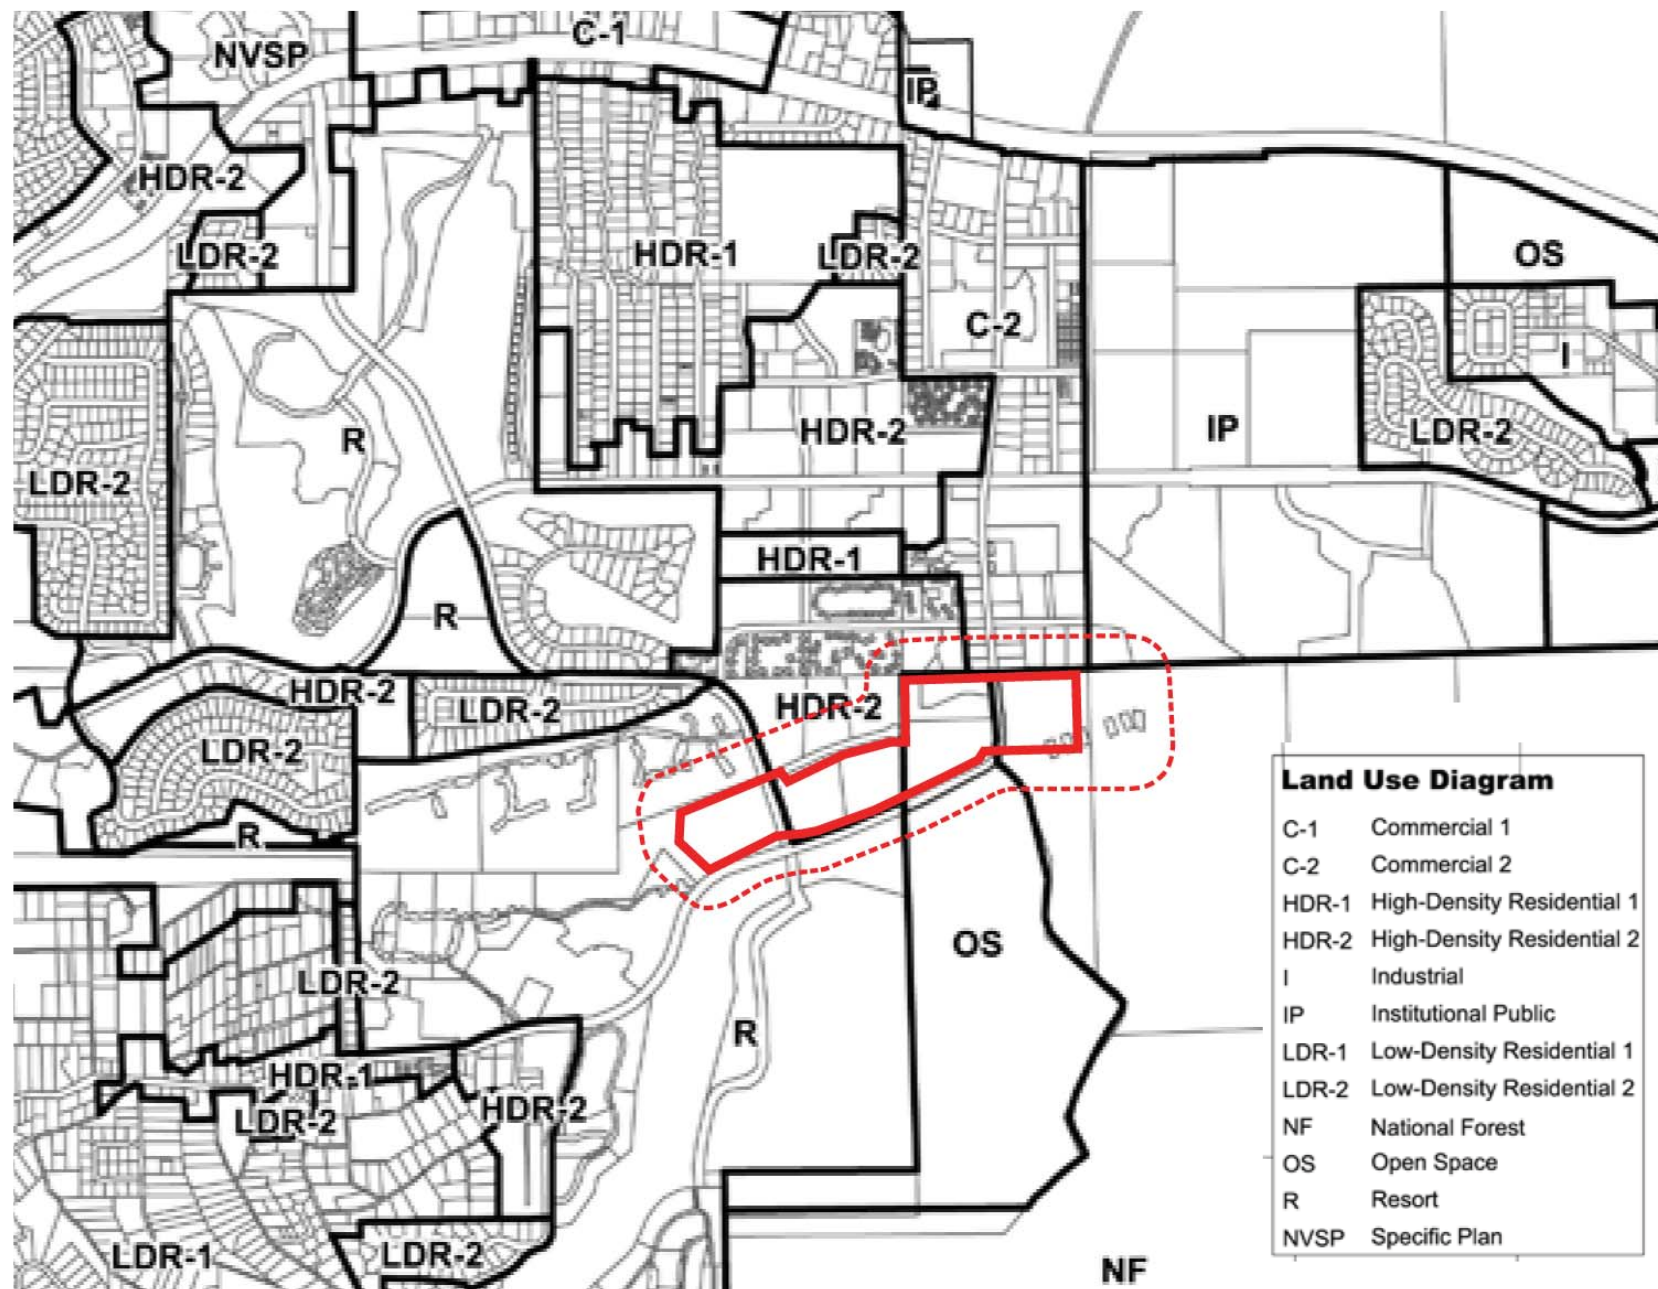 C-1
NVSP
IP
HDR-2
LDR-2
HDR-1
LDR-2
OS
C-2
I
R
HDR-2
IP
LDR-2
LDR-2
HDR-1
R
HDR-2
LDR-2
HDR-2
LDR-2
R
OS
LDR-2
R
HDR-1
LDR-2
HDR-2
LDR-1
LDR-2
NF
Land Use Diagram
C-1 Commercial 1
C-2 Commercial 2
HDR-1 High-Density Residential 1
HDR-2 High-Density Residential 2
I Industrial
IP Institutional Public
LDR-1 Low-Density Residential 1
LDR-2 Low-Density Residential 2
NF National Forest
OS Open Space
R Resort
NVSP Specific Plan